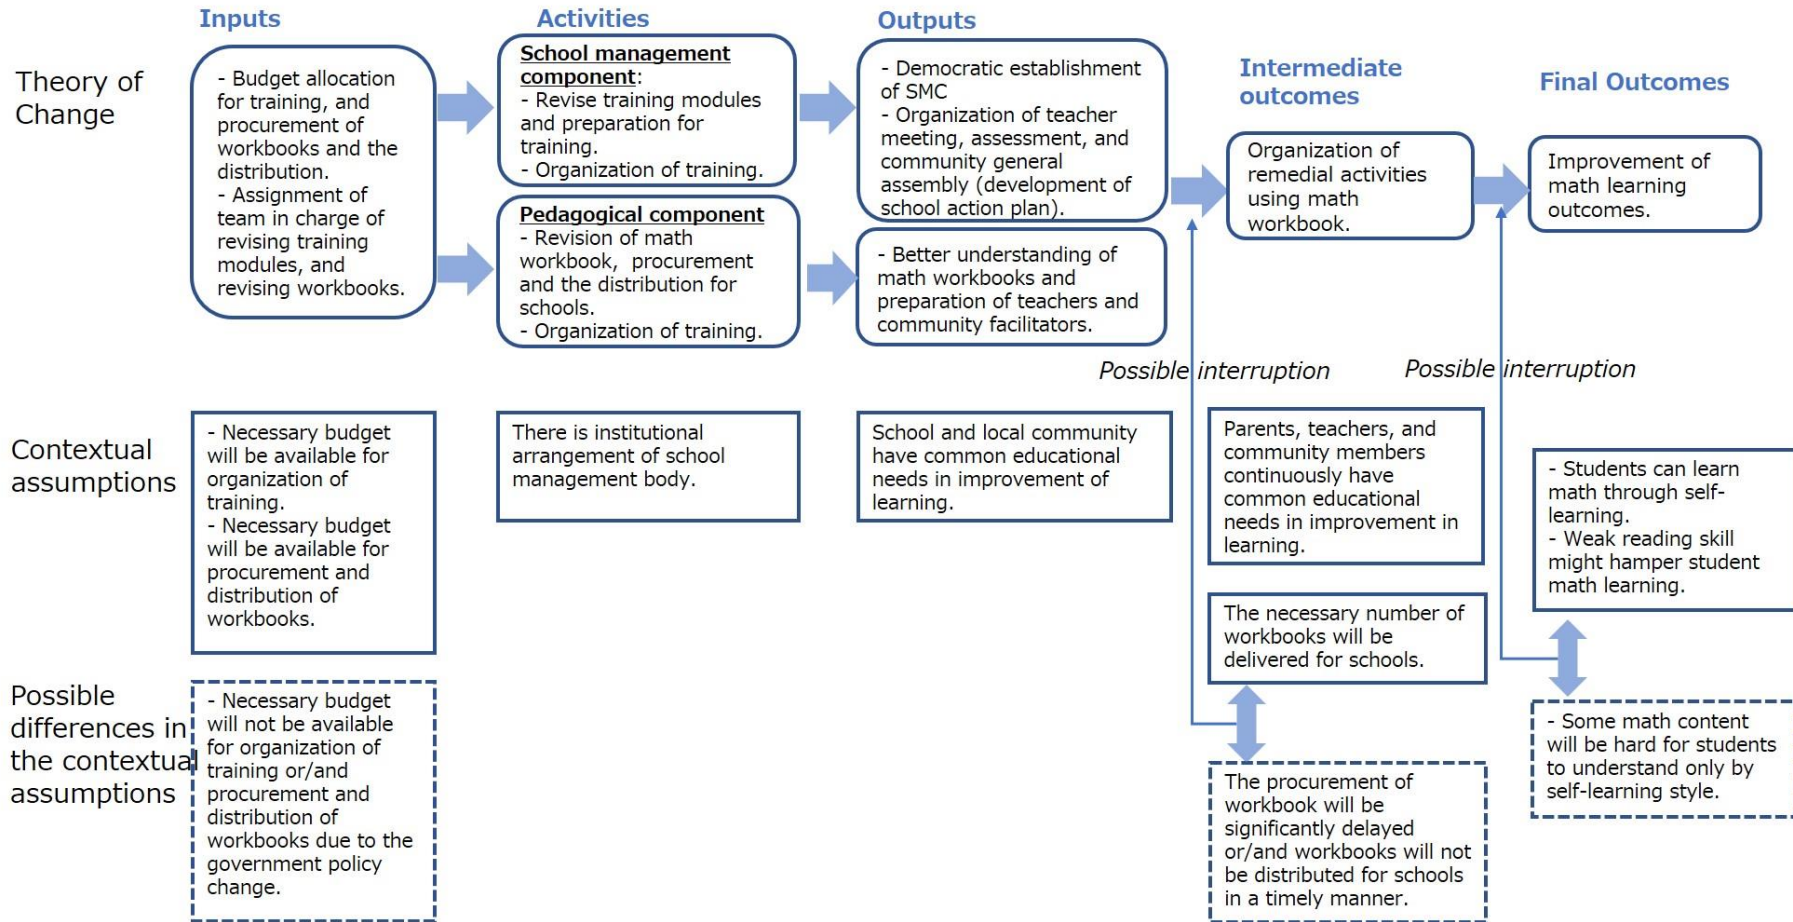 Inputs
Activities
Outputs
Intermediate
outcomes
Final Outcomes
Theory of
Change
- Budget allocation
for training, and
procurement of
workbooks and the
distribution.
- Assignment of
team in charge of
revising training
modules, and
revising workbooks.
School management
component:
- Revise training modules
and preparation for
training.
- Organization of training.
Pedagogical component
- Revision of math
workbook,  procurement
and the distribution for
schools.
- Organization of training.
- Democratic establishment
of SMC
- Organization of teacher
meeting, assessment, and
community general
assembly (development of
school action plan).
- Better understanding of
math workbooks and
preparation of teachers and
community facilitators.
Organization of
remedial activities
using math
workbook.
Improvement of
math learning
outcomes.
Possible interruption
Possible interruption
Contextual
assumptions
- Necessary budget
will be available for
organization of
training.
- Necessary budget
will be available for
procurement and
distribution of
workbooks.
There is institutional
arrangement of school
management body.
School and local community
have common educational
needs in improvement of
learning.
Parents, teachers, and
community members
continuously have
common educational
needs in improvement in
learning.
The necessary number of
workbooks will be
delivered for schools.
- Students can learn
math through self-
learning.
- Weak reading skill
might hamper student
math learning.
Possible
differences in
the contextual
assumptions
- Necessary budget
will not be available
for organization of
training or/and
procurement and
distribution of
workbooks due to the
government policy
change.
The procurement of
workbook will be
significantly delayed
or/and workbooks will not
be distributed for schools
in a timely manner.
- Some math content
will be hard for students
to understand only by
self-learning style.